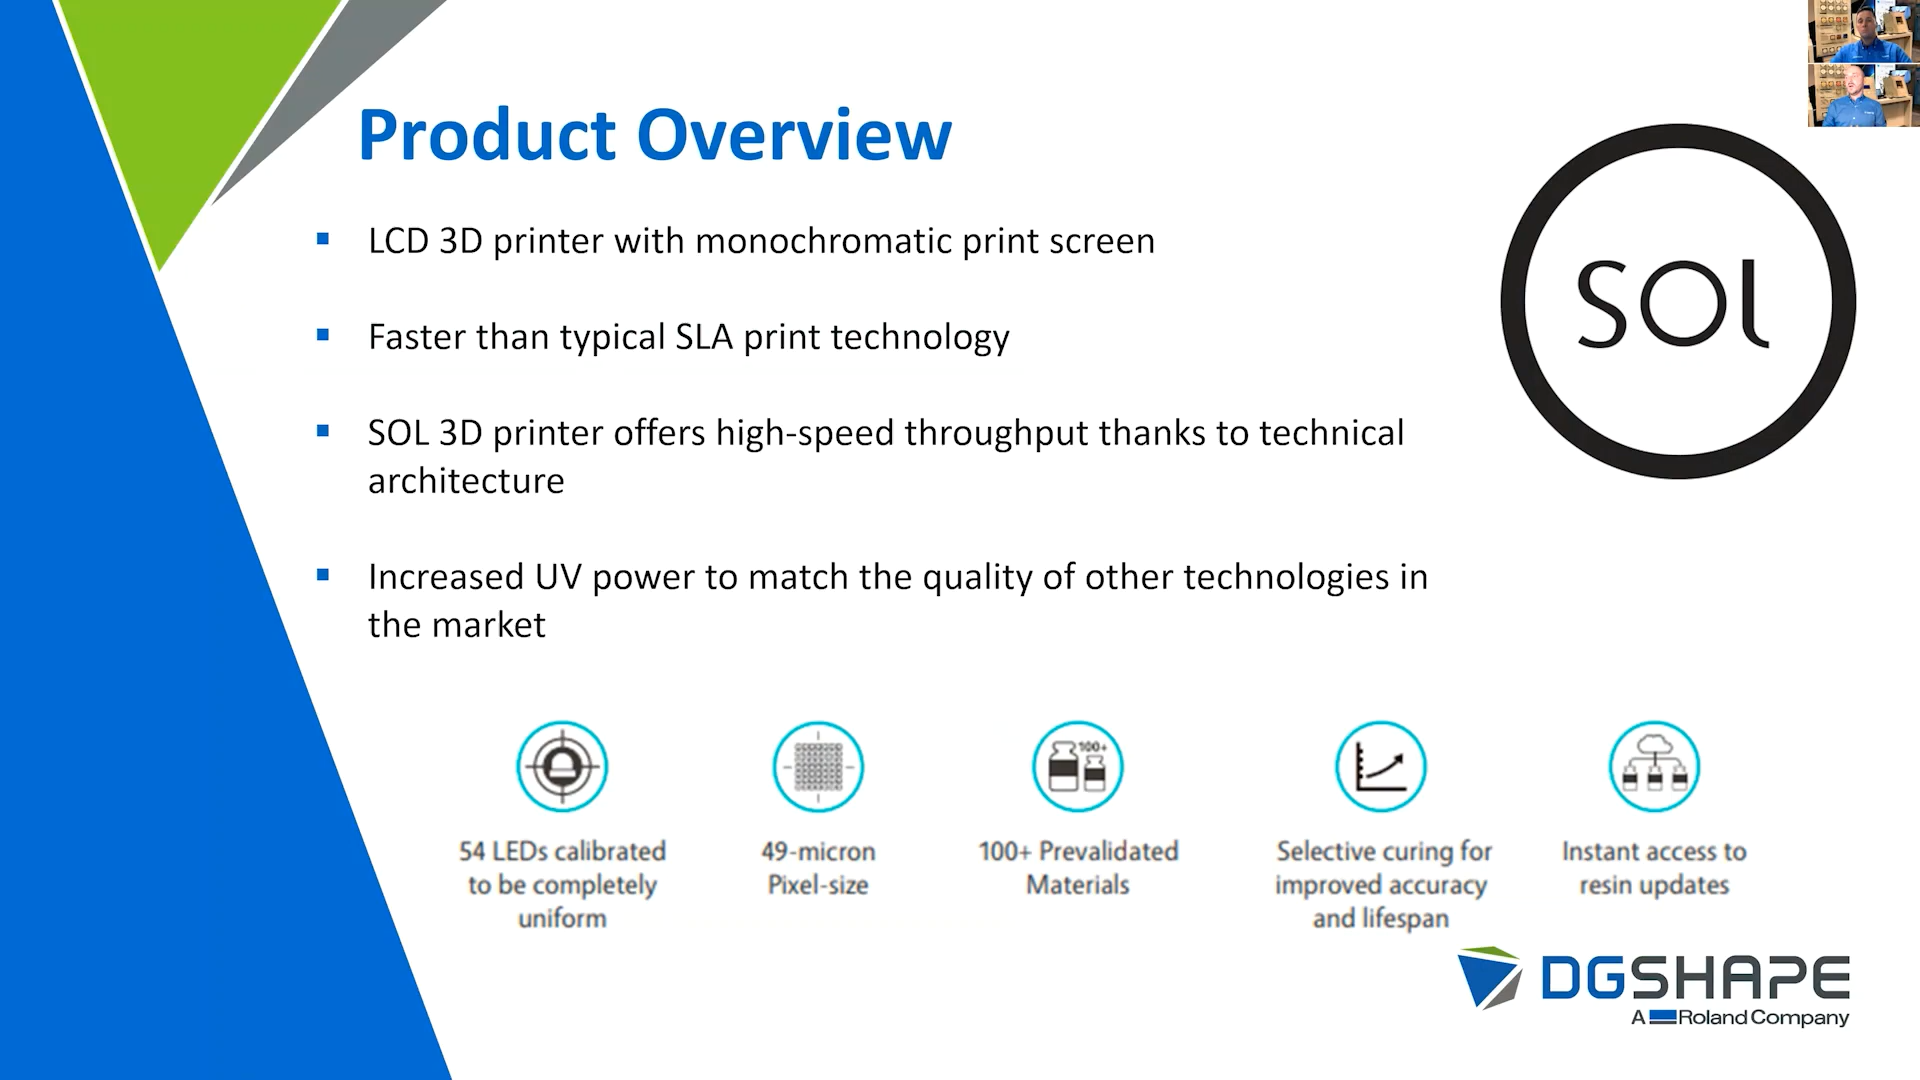 Product Overview
LCD 3D printer with monochromatic print screen
Faster than typical SLA print technology
SOL 3D printer offers high-speed throughput thanks to technical
architecture
Increased UV power to match the quality of other technologies in
the market
SOL
100+
54 LEDs calibrated
to be completely
uniform
49-micron
Pixel-size
100+ Prevalidated
Materials
Selective curing for
improved accuracy
and lifespan
Instant access to
resin updates
DGSHAPE
A Roland Company